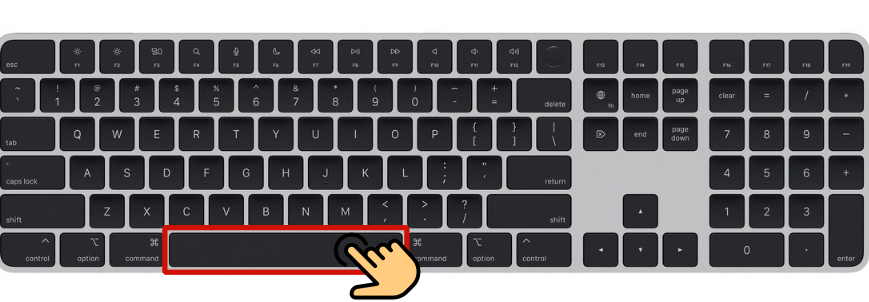 esc F1 F2 F3 F4 F5 F6 F7 F8 F9 F10 F11 F12 F13 F14 F15 F16 F17 F18 F19
~ ! @ # $ % ^ & * ( ) _ +
` 1 2 3 4 5 6 7 8 9 0 - = delete fn home page up clear = / *
tab Q W E R T Y U I O P { [ } ] | \ end page down 7 8 9 −
caps lock A S D F G H J K L : ; " ' return 4 5 6 +
shift Z X C V B N M < , > . ? / shift 1 2 3
control option command command option control 0 . enter